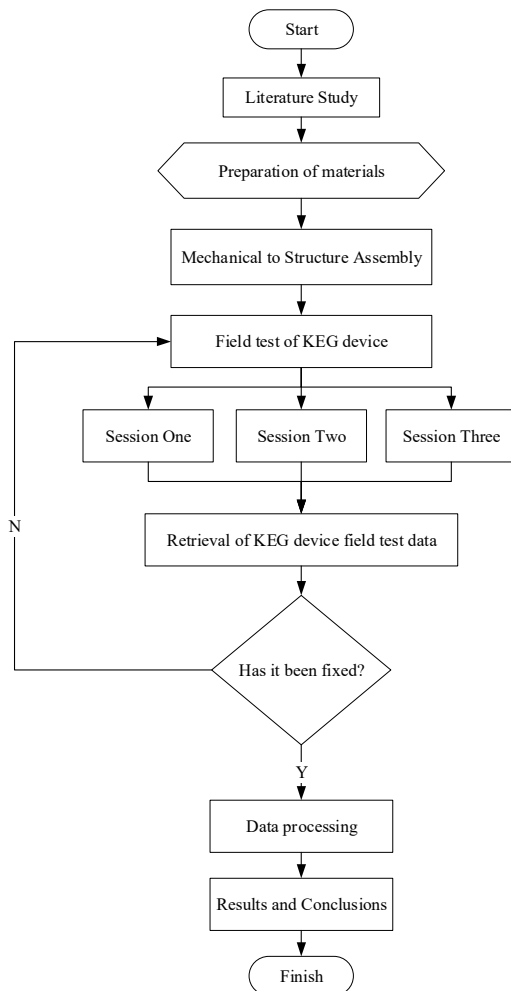 Start
Literature Study
Preparation of materials
Mechanical to Structure Assembly
Field test of KEG device
Session One
Session Two
Session Three
N
Retrieval of KEG device field test data
Has it been fixed?
Y
Data processing
Results and Conclusions
Finish